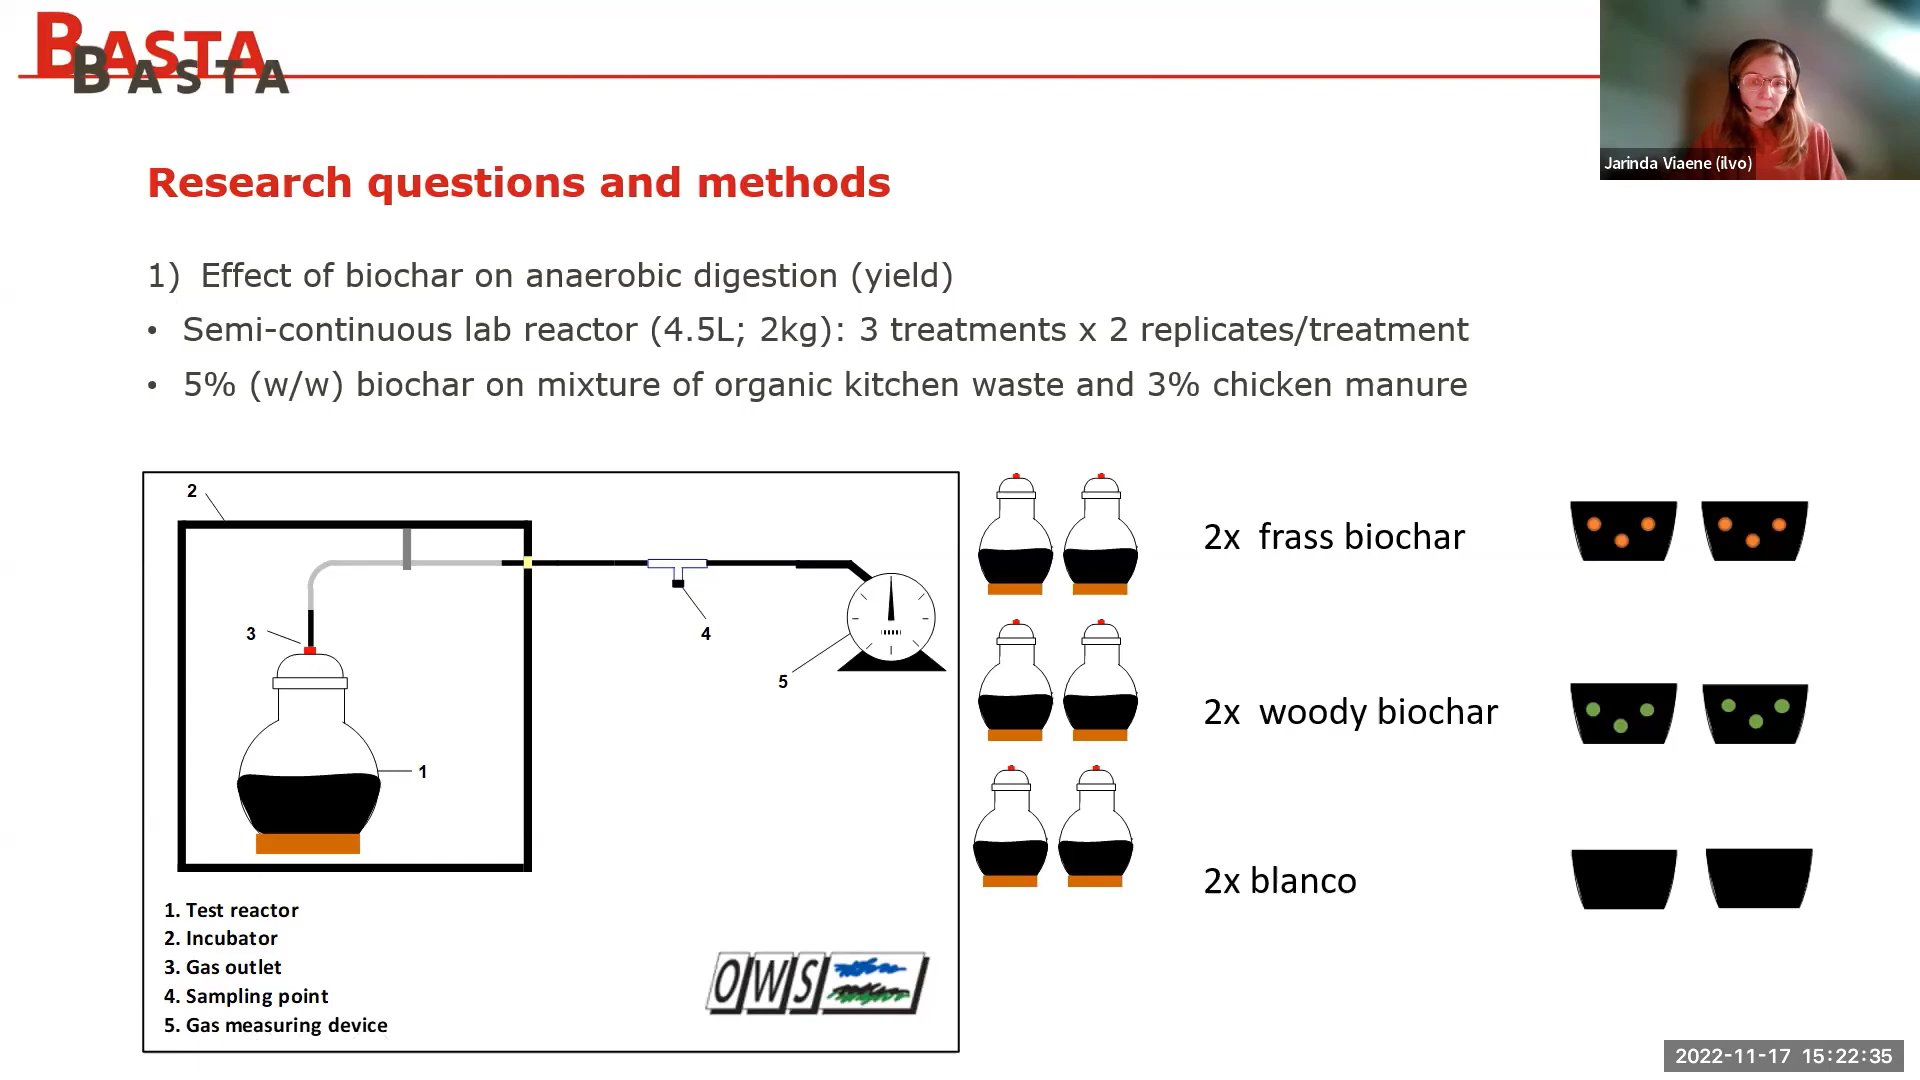 BASTA
BASTA
Jarinda Viaene (ilvo)
Research questions and methods
1) Effect of biochar on anaerobic digestion (yield)
• Semi-continuous lab reactor (4.5L; 2kg): 3 treatments x 2 replicates/treatment
• 5% (w/w) biochar on mixture of organic kitchen waste and 3% chicken manure
2
3
4
5
1
1. Test reactor
2. Incubator
3. Gas outlet
4. Sampling point
5. Gas measuring device
OWS
2x frass biochar
2x woody biochar
2x blanco
2022-11-17 15:22:35